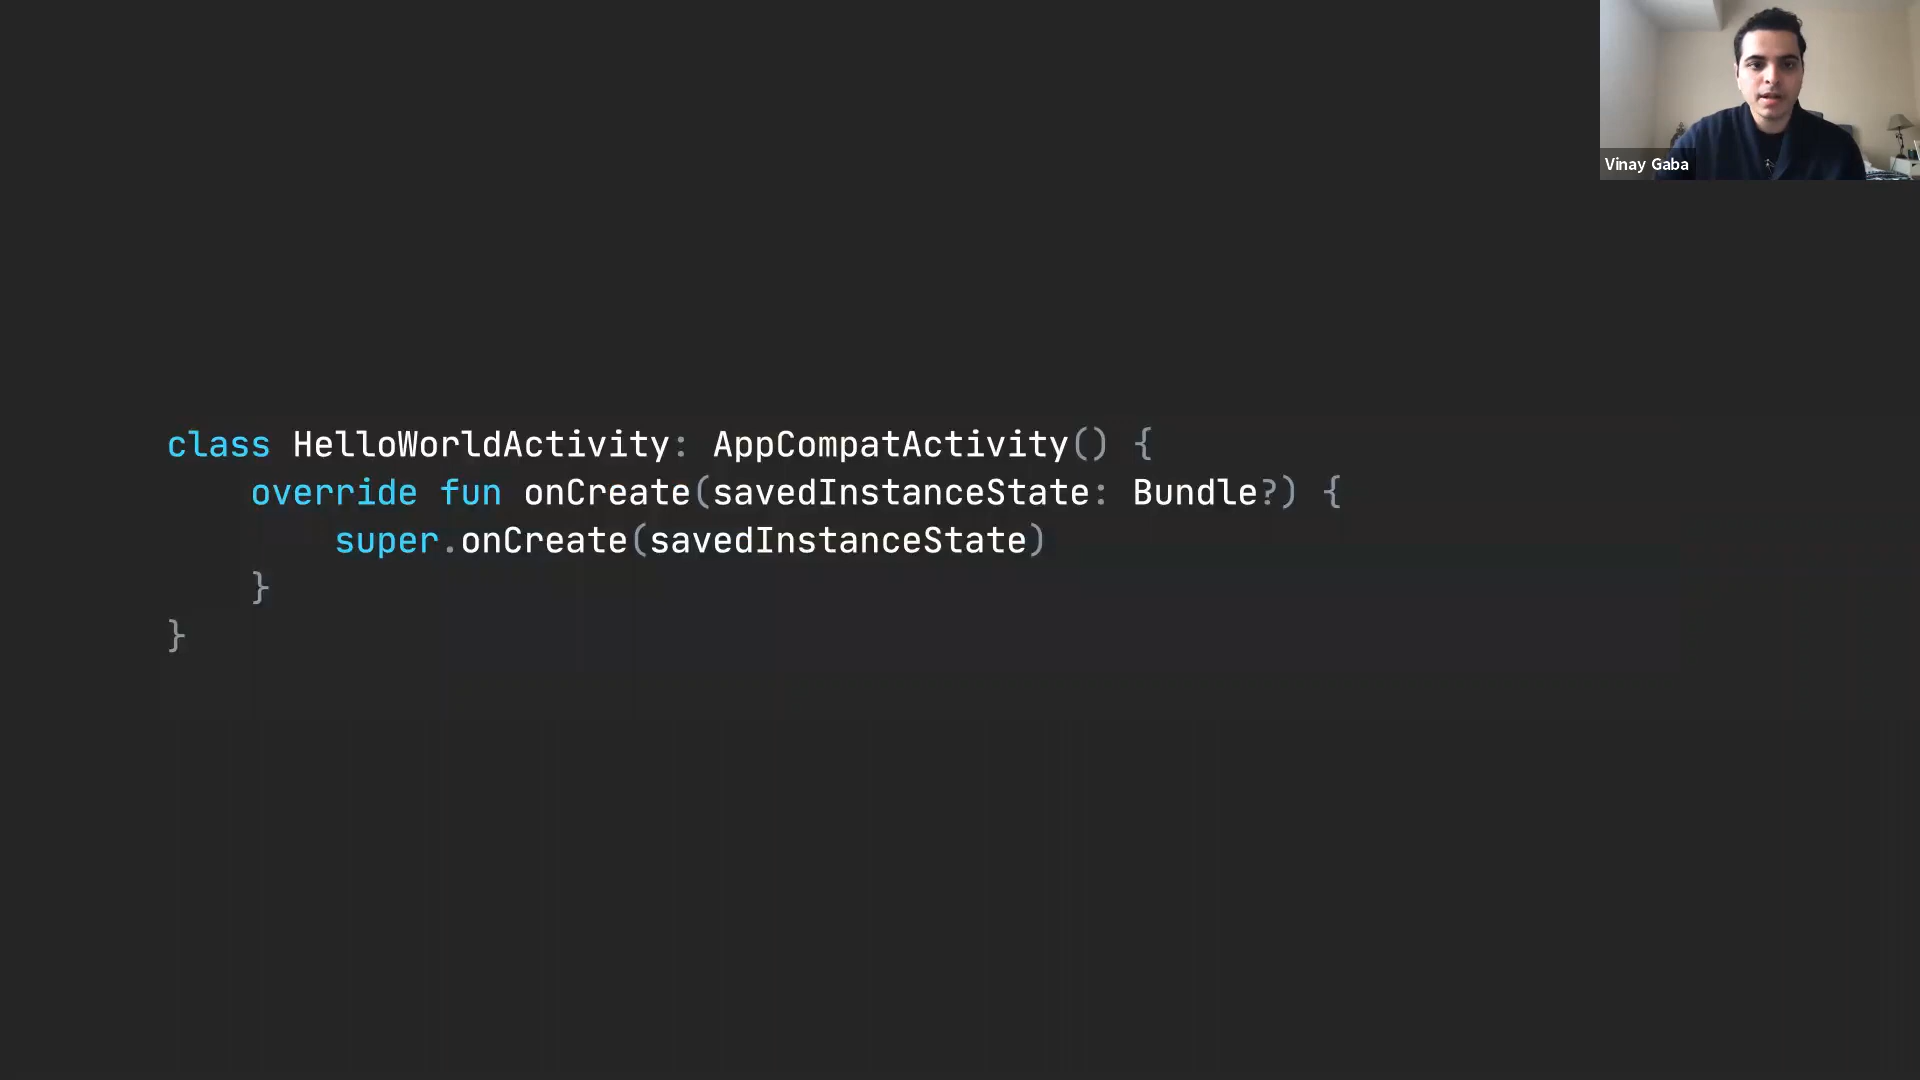 Vinay Gaba
class HelloWorldActivity: AppCompatActivity() {
    override fun onCreate(savedInstanceState: Bundle?) {
        super.onCreate(savedInstanceState)
    }
}